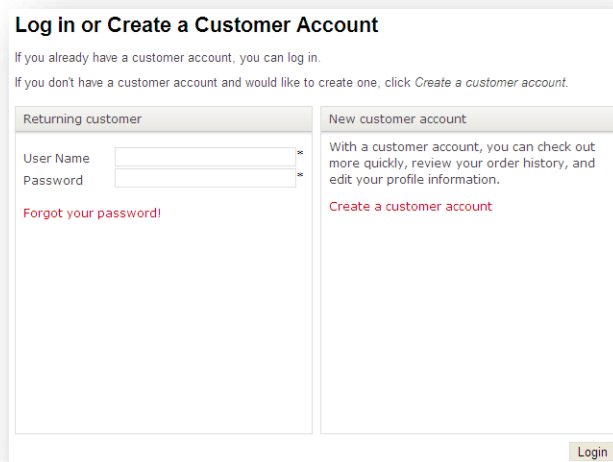 Log in or Create a Customer Account
If you already have a customer account, you can log in.
If you don't have a customer account and would like to create one, click Create a customer account.
Returning customer
User Name *
Password *
Forgot your password!
New customer account
With a customer account, you can check out
more quickly, review your order history, and
edit your profile information.
Create a customer account
Login